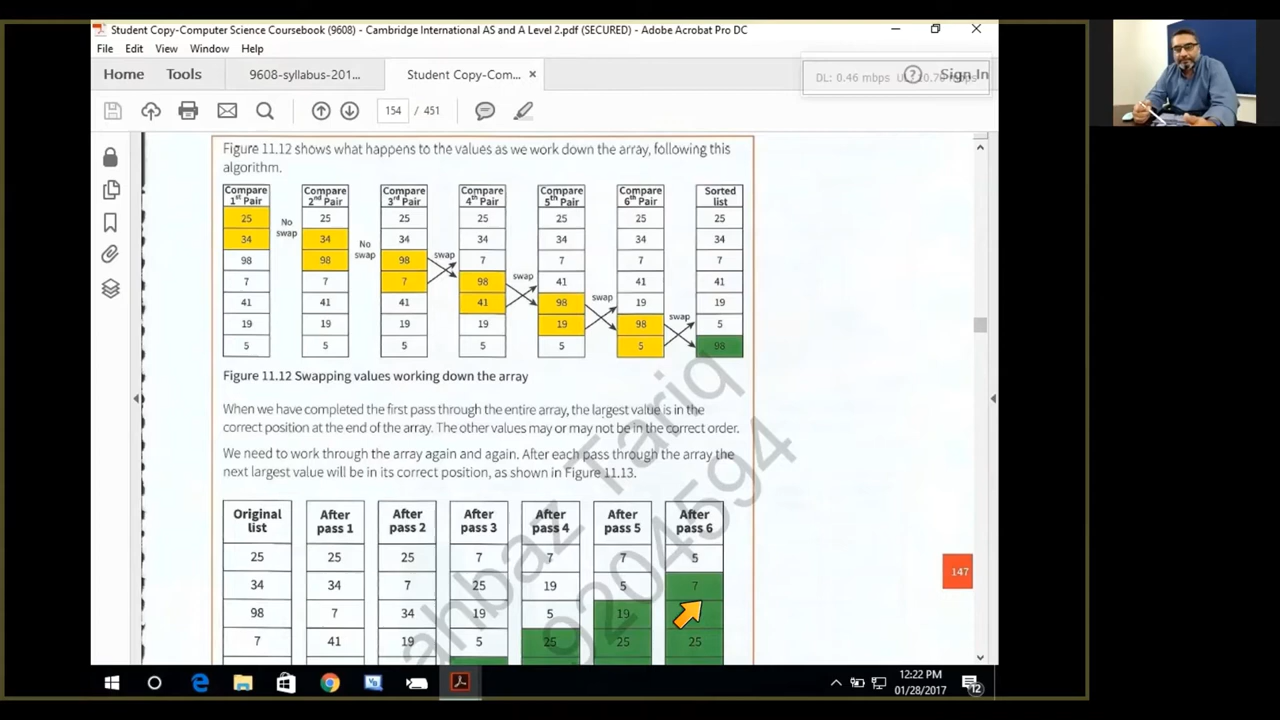 Student Copy-Computer Science Coursebook (9608) - Cambridge International AS and A Level 2.pdf (SECURED) - Adobe Acrobat Pro DC
File Edit View Window Help
Home Tools 9608-syllabus-201... Student Copy-Com... ×
DL: 0.46 mbps Sign In
154 / 451
Figure 11.12 shows what happens to the values as we work down the array, following this
algorithm.
Compare 1st Pair Compare 2nd Pair Compare 3rd Pair Compare 4th Pair Compare 5th Pair Compare 6th Pair Sorted list
25 25 25 25 25 25 25
No swap
34 34 34 34 34 34 34
No swap
98 98 98 swap 7 7 7 7
7 7 7 98 swap 41 41 41
41 41 41 41 98 swap 19 19
19 19 19 19 19 98 swap 5
5 5 5 5 5 5 98
Figure 11.12 Swapping values working down the array
When we have completed the first pass through the entire array, the largest value is in the
correct position at the end of the array. The other values may or may not be in the correct order.
We need to work through the array again and again. After each pass through the array the
next largest value will be in its correct position, as shown in Figure 11.13.
Original list After pass 1 After pass 2 After pass 3 After pass 4 After pass 5 After pass 6
25 25 25 7 7 7 5
34 34 7 25 19 5 7
98 7 34 19 5 19
7 41 19 5 25 25 25
147
ahbaz Tariq
9204594
12:22 PM
01/28/2017
12